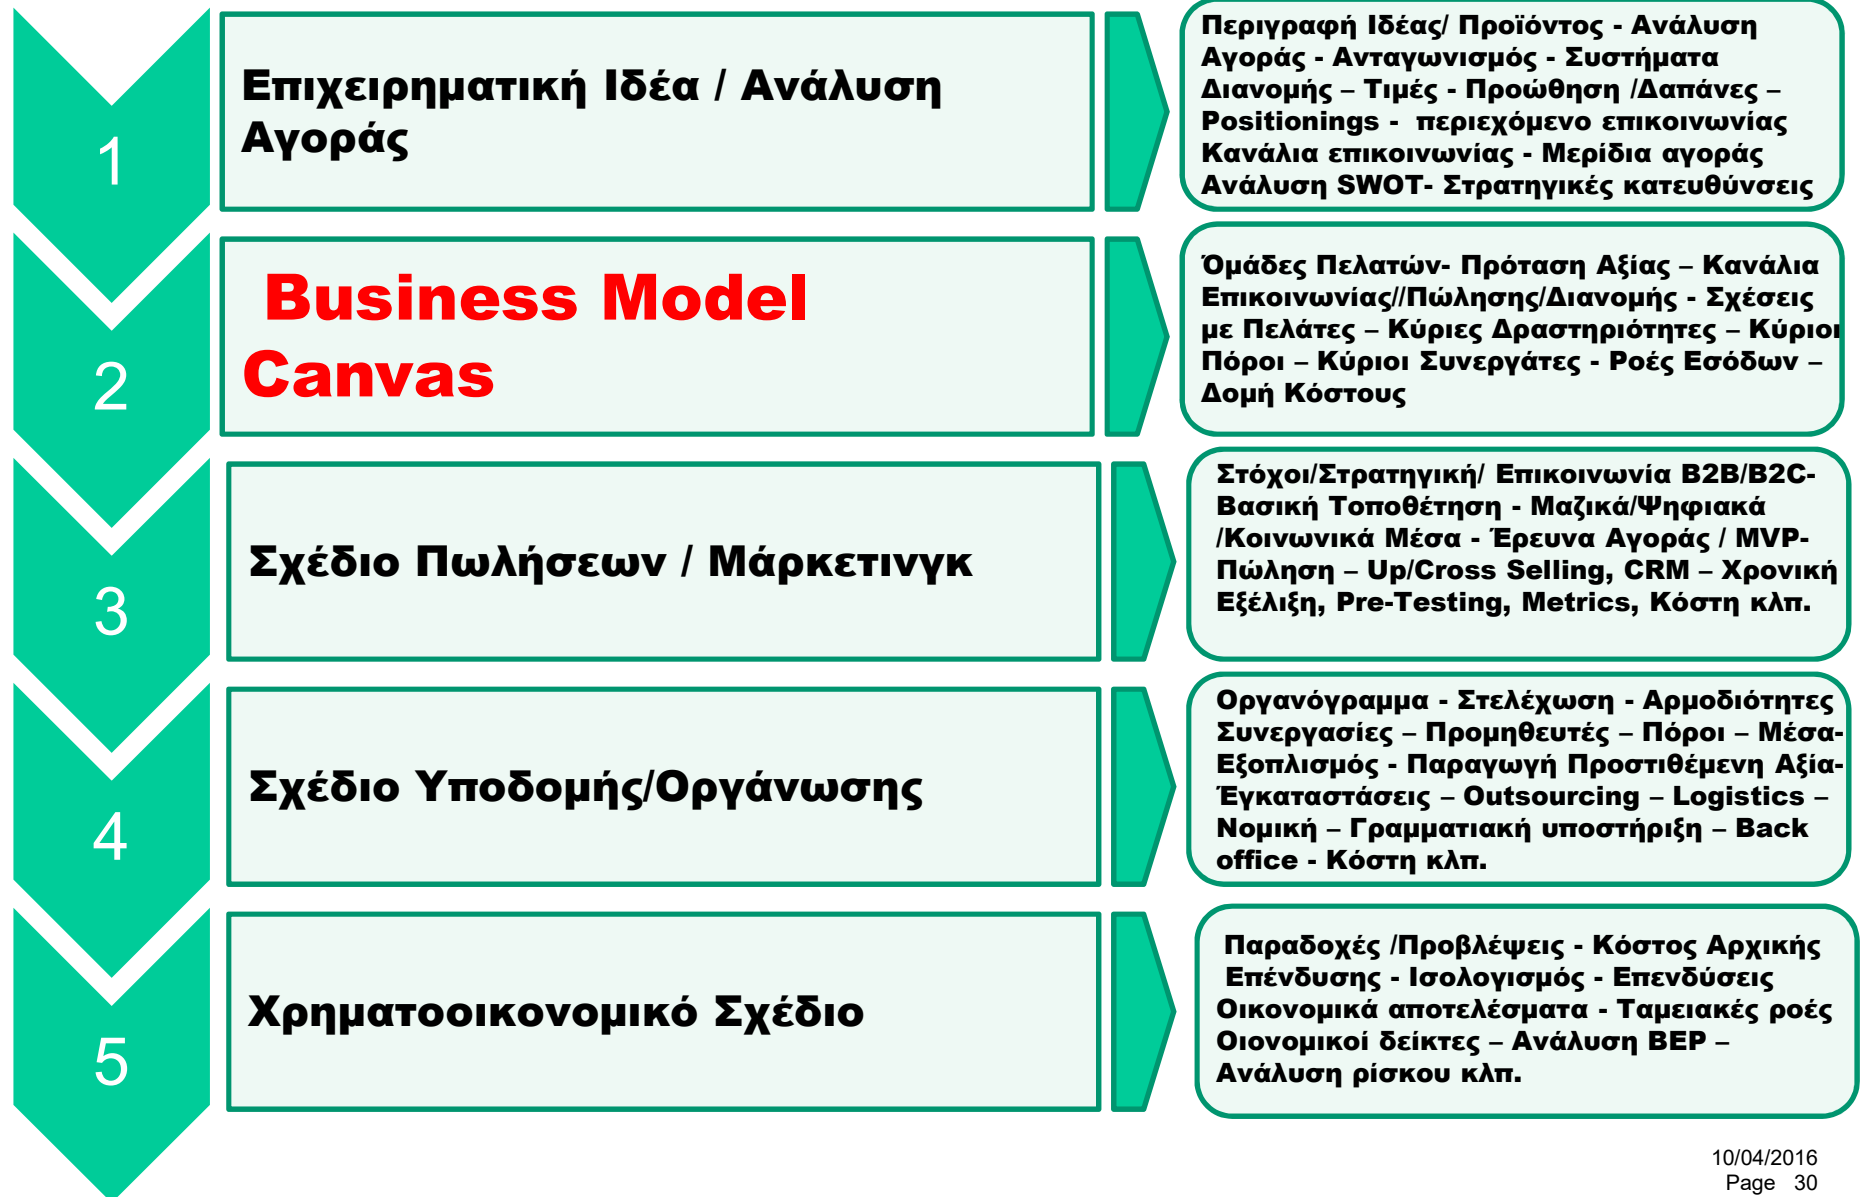 1
Επιχειρηματική Ιδέα / Ανάλυση
Αγοράς
Περιγραφή Ιδέας/ Προϊόντος - Ανάλυση
Αγοράς - Ανταγωνισμός - Συστήματα
Διανομής – Τιμές - Προώθηση /Δαπάνες –
Positionings - περιεχόμενο επικοινωνίας
Κανάλια επικοινωνίας - Μερίδια αγοράς
Ανάλυση SWOT- Στρατηγικές κατευθύνσεις
2
Business Model
Canvas
Όμάδες Πελατών- Πρόταση Αξίας – Κανάλια
Επικοινωνίας//Πώλησης/Διανομής - Σχέσεις
με Πελάτες – Κύριες Δραστηριότητες – Κύριοι
Πόροι – Κύριοι Συνεργάτες - Ροές Εσόδων –
Δομή Κόστους
3
Σχέδιο Πωλήσεων / Μάρκετινγκ
Στόχοι/Στρατηγική/ Επικοινωνία B2B/B2C-
Βασική Τοποθέτηση - Μαζικά/Ψηφιακά
/Κοινωνικά Μέσα - Έρευνα Αγοράς / MVP-
Πώληση – Up/Cross Selling, CRM – Χρονική
Εξέλιξη, Pre-Testing, Metrics, Κόστη κλπ.
4
Σχέδιο Υποδομής/Οργάνωσης
Οργανόγραμμα - Στελέχωση - Αρμοδιότητες
Συνεργασίες – Προμηθευτές – Πόροι – Μέσα-
Εξοπλισμός - Παραγωγή Προστιθέμενη Αξία-
Έγκαταστάσεις – Outsourcing – Logistics –
Νομική – Γραμματιακή υποστήριξη – Back
office - Κόστη κλπ.
5
Χρηματοοικονομικό Σχέδιο
Παραδοχές /Προβλέψεις - Κόστος Αρχικής
Επένδυσης - Ισολογισμός - Επενδύσεις
Οικονομικά αποτελέσματα - Ταμειακές ροές
Οιονομικοί δείκτες – Ανάλυση BEP –
Ανάλυση ρίσκου κλπ.
10/04/2016
Page 30